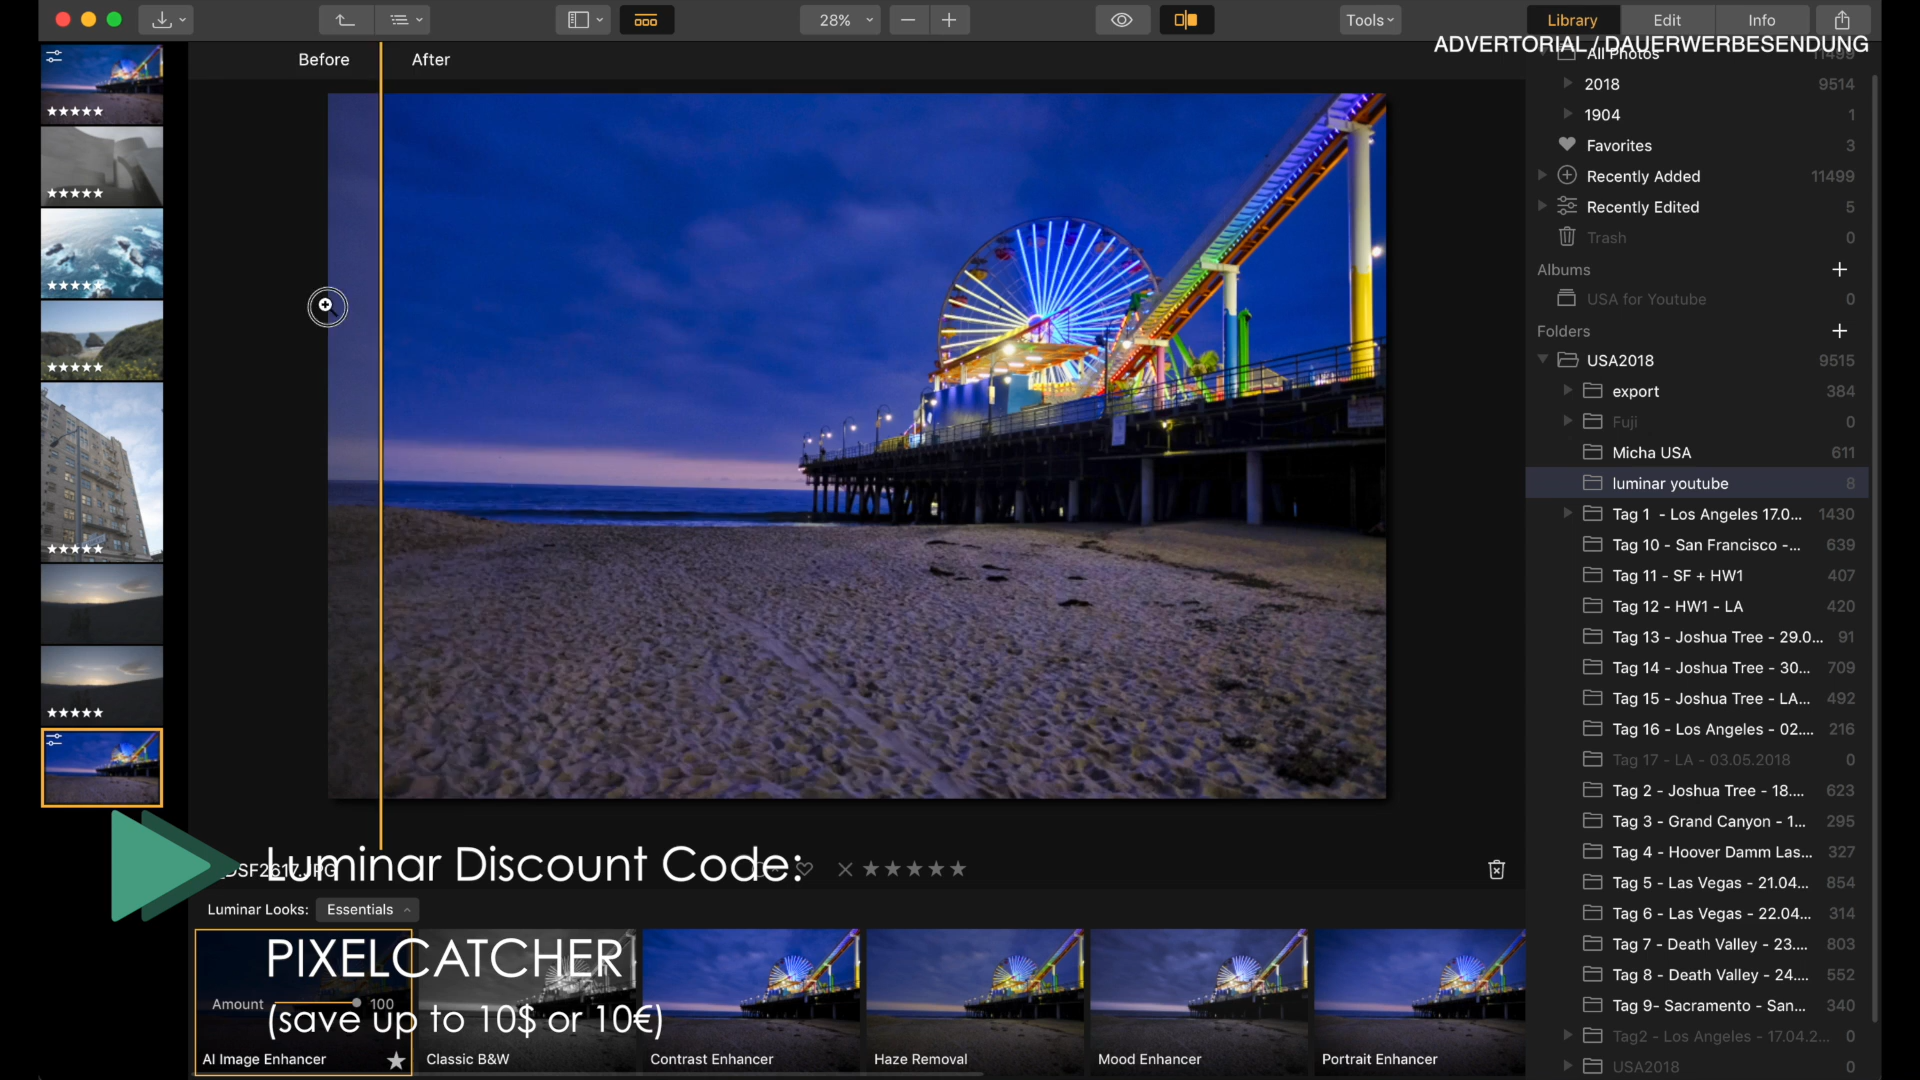 28%
Tools
Library
Edit
Info
ADVERTORIAL / DAUERWERBESENDUNG
Before
After
All Photos 11499
2018 9514
1904 1
Favorites 3
Recently Added 11499
Recently Edited 5
Trash 0
Albums
USA for Youtube 0
Folders
USA2018 9515
export 384
Fuji 0
Micha USA 611
luminar youtube 8
Tag 1 - Los Angeles 17.0... 1430
Tag 10 - San Francisco -... 639
Tag 11 - SF + HW1 407
Tag 12 - HW1 - LA 420
Tag 13 - Joshua Tree - 29.0... 91
Tag 14 - Joshua Tree - 30... 709
Tag 15 - Joshua Tree - LA... 492
Tag 16 - Los Angeles - 02.... 216
Tag 17 - LA - 03.05.2018 0
Tag 2 - Joshua Tree - 18.... 623
Tag 3 - Grand Canyon - 1... 295
Tag 4 - Hoover Damm Las... 327
Tag 5 - Las Vegas - 21.04... 854
Tag 6 - Las Vegas - 22.04... 314
Tag 7 - Death Valley - 23.... 803
Tag 8 - Death Valley - 24.... 552
Tag 9- Sacramento - San... 340
Tag2 - Los Angeles - 17.04.2... 0
USA2018 0
Luminar Discount Code:
Luminar Looks: Essentials
PIXELCATCHER
Amount 100
(save up to 10$ or 10€)
AI Image Enhancer
Classic B&W
Contrast Enhancer
Haze Removal
Mood Enhancer
Portrait Enhancer